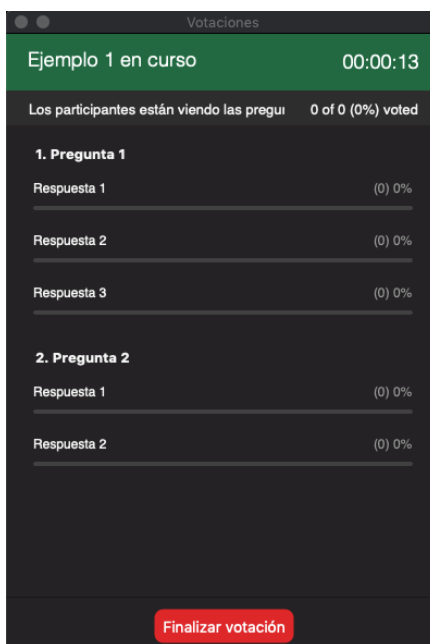 Votaciones
Ejemplo 1 en curso 00:00:13
Los participantes están viendo las 0 of 0 (0%) voted
1. Pregunta 1
Respuesta 1 (0) 0%
Respuesta 2 (0) 0%
Respuesta 3 (0) 0%
2. Pregunta 2
Respuesta 1 (0) 0%
Respuesta 2 (0) 0%
Finalizar votación